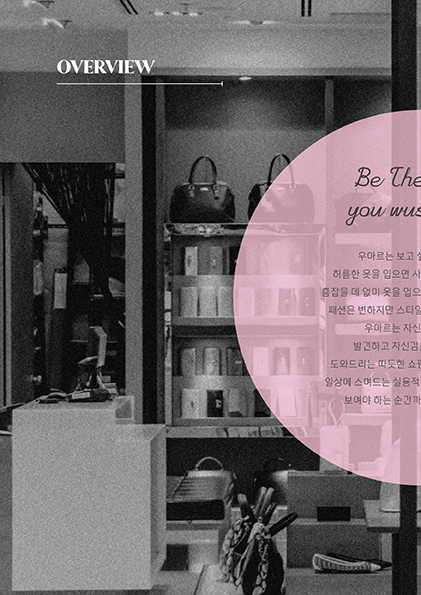 OVERVIEW
Be The
you wus
우아르는 보고 싶
허름한 옷을 입으면 사
흠잡을 데 없이 옷을 입으
패션은 변하지만 스타일
우아르는 자신
발견하고 자신감
도와드리는 따듯한 쇼핑
일상에 스며드는 실용적
보여야 하는 순간까